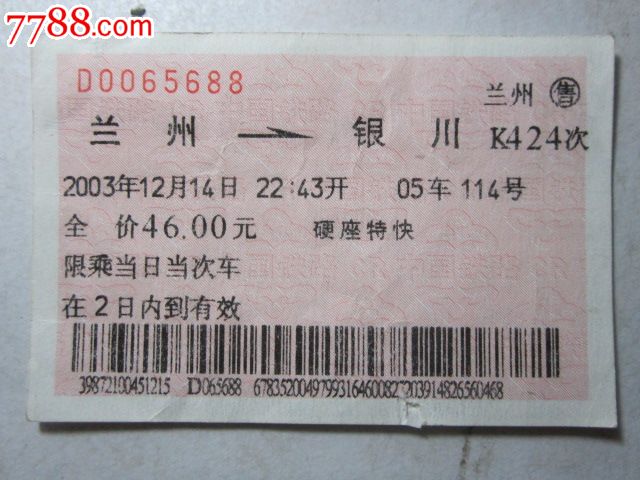 7788.com
D0065688
兰州 售
兰州 → 银川 K424次
2003年12月14日 22:43开 05车 114号
全 价46.00元 硬座特快
限乘当日当次车
在2日内到有效
39872100451215 D065688 67835200497993164600827203914826560468